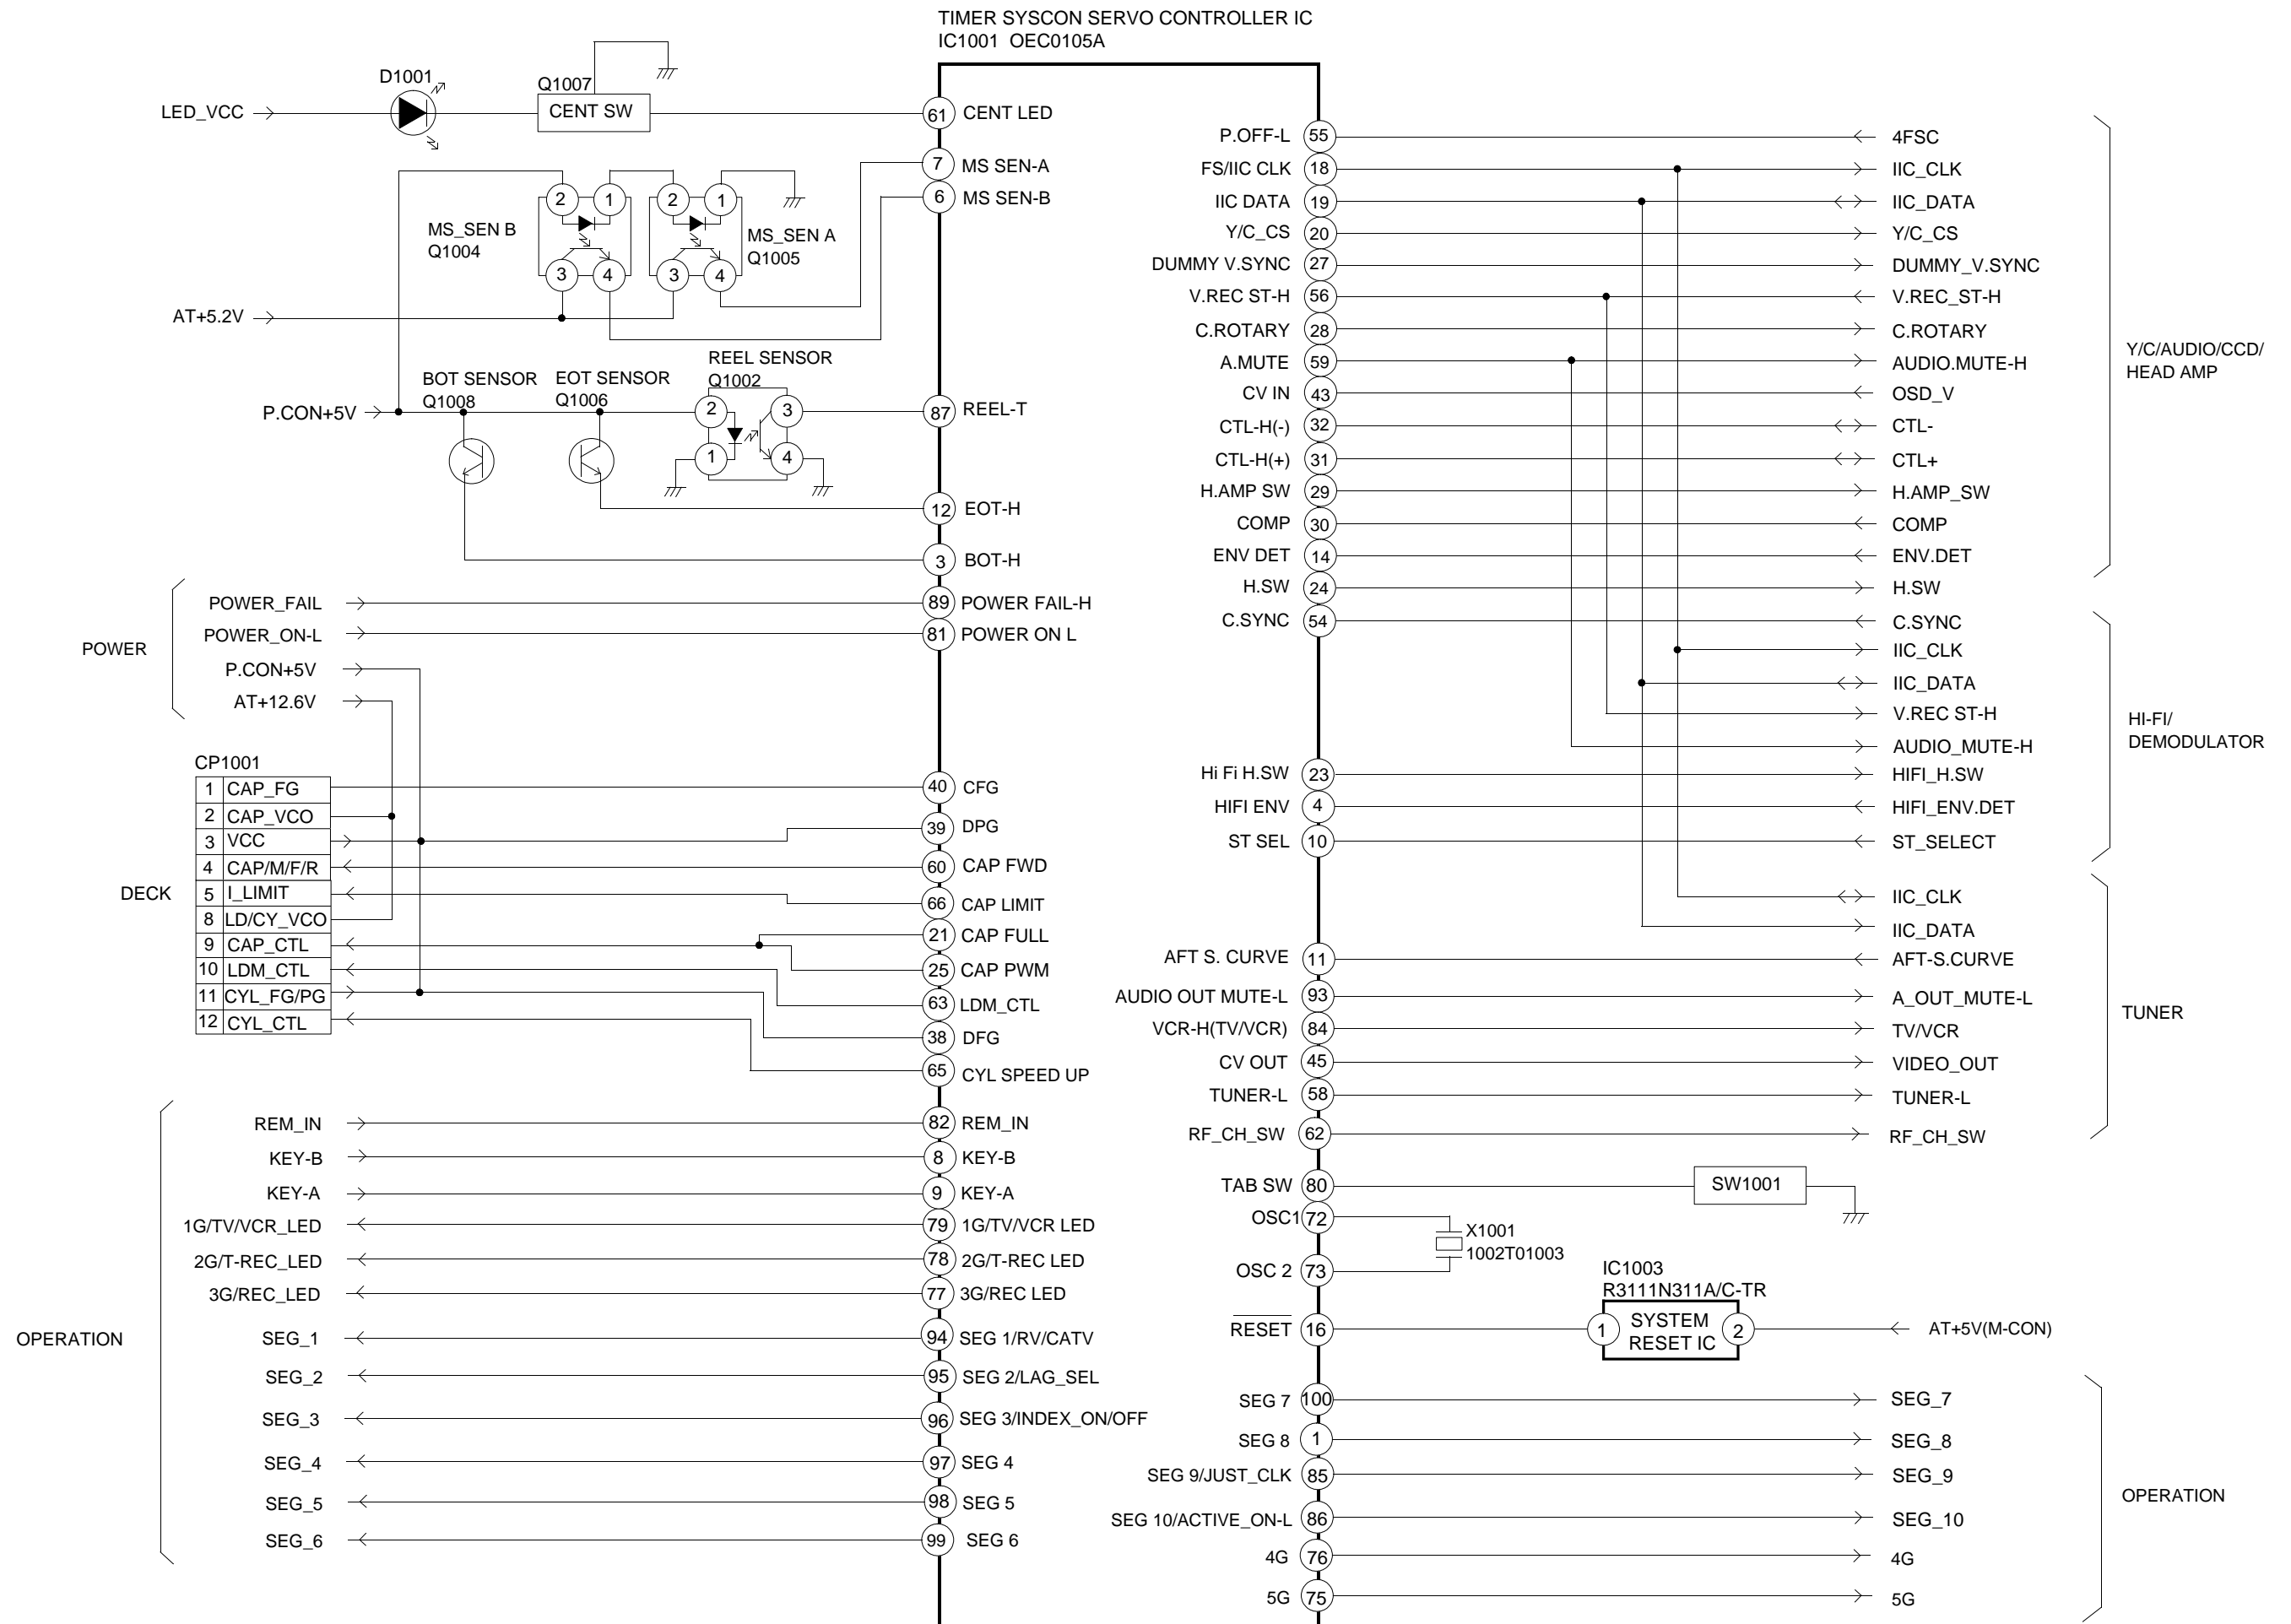 TIMER SYSCON SERVO CONTROLLER IC
IC1001 OEC0105A
D1001
Q1007
LED_VCC
CENT SW
61 CENT LED
7 MS SEN-A
6 MS SEN-B
2 1 2 1
MS_SEN B
Q1004
MS_SEN A
Q1005
3 4 3 4
AT+5.2V
BOT SENSOR
Q1008
EOT SENSOR
Q1006
REEL SENSOR
Q1002
P.CON+5V
2 3
1 4
87 REEL-T
12 EOT-H
3 BOT-H
POWER
POWER_FAIL
89 POWER FAIL-H
POWER_ON-L
81 POWER ON L
P.CON+5V
AT+12.6V
CP1001
DECK
1 CAP_FG
2 CAP_VCO
3 VCC
4 CAP/M/F/R
5 I_LIMIT
8 LD/CY_VCO
9 CAP_CTL
10 LDM_CTL
11 CYL_FG/PG
12 CYL_CTL
40 CFG
39 DPG
60 CAP FWD
66 CAP LIMIT
21 CAP FULL
25 CAP PWM
63 LDM_CTL
38 DFG
65 CYL SPEED UP
OPERATION
REM_IN 82 REM_IN
KEY-B 8 KEY-B
KEY-A 9 KEY-A
1G/TV/VCR_LED 79 1G/TV/VCR LED
2G/T-REC_LED 78 2G/T-REC LED
3G/REC_LED 77 3G/REC LED
SEG_1 94 SEG 1/RV/CATV
SEG_2 95 SEG 2/LAG_SEL
SEG_3 96 SEG 3/INDEX_ON/OFF
SEG_4 97 SEG 4
SEG_5 98 SEG 5
SEG_6 99 SEG 6
P.OFF-L 55 4FSC
FS/IIC CLK 18 IIC_CLK
IIC DATA 19 IIC_DATA
Y/C_CS 20 Y/C_CS
DUMMY V.SYNC 27 DUMMY_V.SYNC
V.REC ST-H 56 V.REC_ST-H
C.ROTARY 28 C.ROTARY
A.MUTE 59 AUDIO.MUTE-H
CV IN 43 OSD_V
CTL-H(-) 32 CTL-
CTL-H(+) 31 CTL+
H.AMP SW 29 H.AMP_SW
COMP 30 COMP
ENV DET 14 ENV.DET
H.SW 24 H.SW
Y/C/AUDIO/CCD/
HEAD AMP
C.SYNC 54 C.SYNC
IIC_CLK
IIC_DATA
V.REC ST-H
AUDIO_MUTE-H
Hi Fi H.SW 23 HIFI_H.SW
HIFI ENV 4 HIFI_ENV.DET
ST SEL 10 ST_SELECT
HI-FI/
DEMODULATOR
IIC_CLK
IIC_DATA
AFT S. CURVE 11 AFT-S.CURVE
AUDIO OUT MUTE-L 93 A_OUT_MUTE-L
VCR-H(TV/VCR) 84 TV/VCR
CV OUT 45 VIDEO_OUT
TUNER-L 58 TUNER-L
RF_CH_SW 62 RF_CH_SW
TUNER
TAB SW 80 SW1001
OSC1 72
X1001
1002T01003
OSC 2 73
IC1003
R3111N311A/C-TR
RESET 16
1 SYSTEM RESET IC 2
AT+5V(M-CON)
SEG 7 100 SEG_7
SEG 8 1 SEG_8
SEG 9/JUST_CLK 85 SEG_9
SEG 10/ACTIVE_ON-L 86 SEG_10
4G 76 4G
5G 75 5G
OPERATION